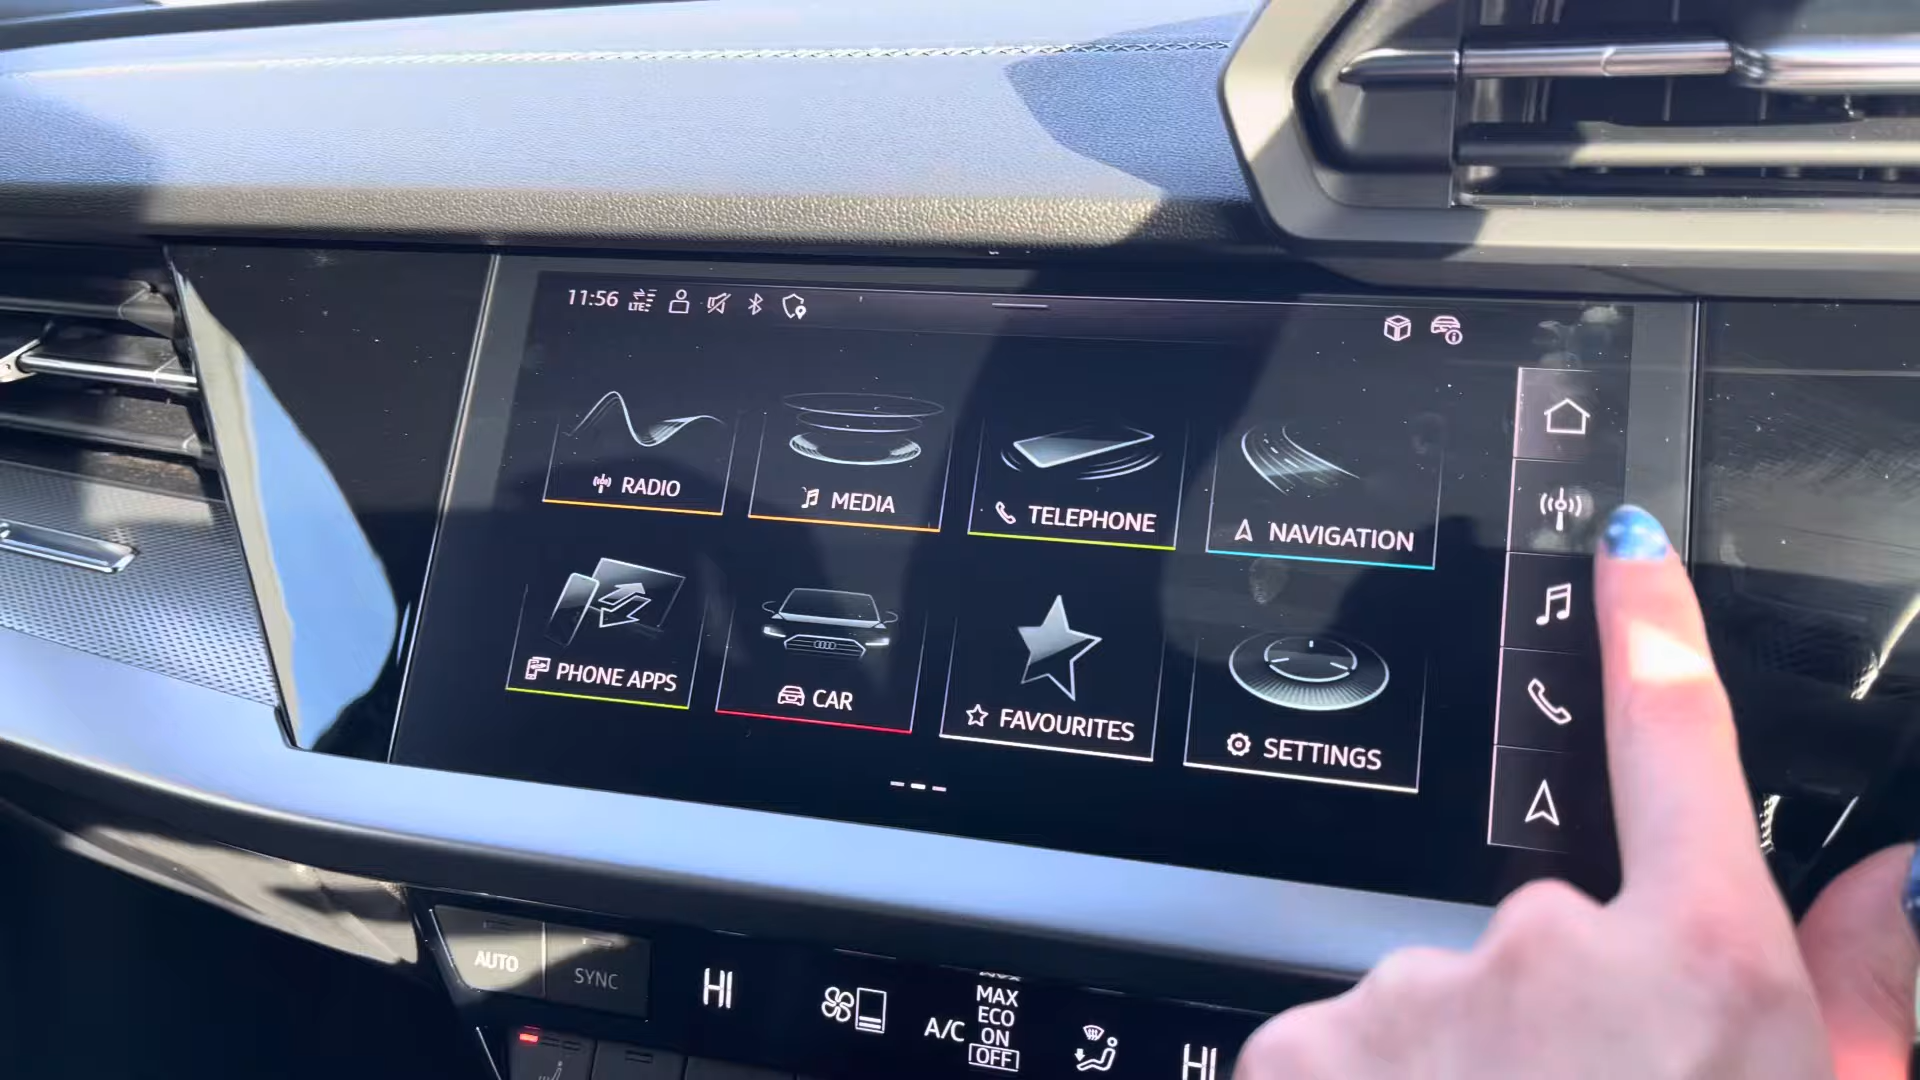 11:56 LTE
RADIO
MEDIA
TELEPHONE
NAVIGATION
PHONE APPS
CAR
FAVOURITES
SETTINGS
AUTO
SYNC
HI
A/C
MAX
ECO
ON
OFF
HI